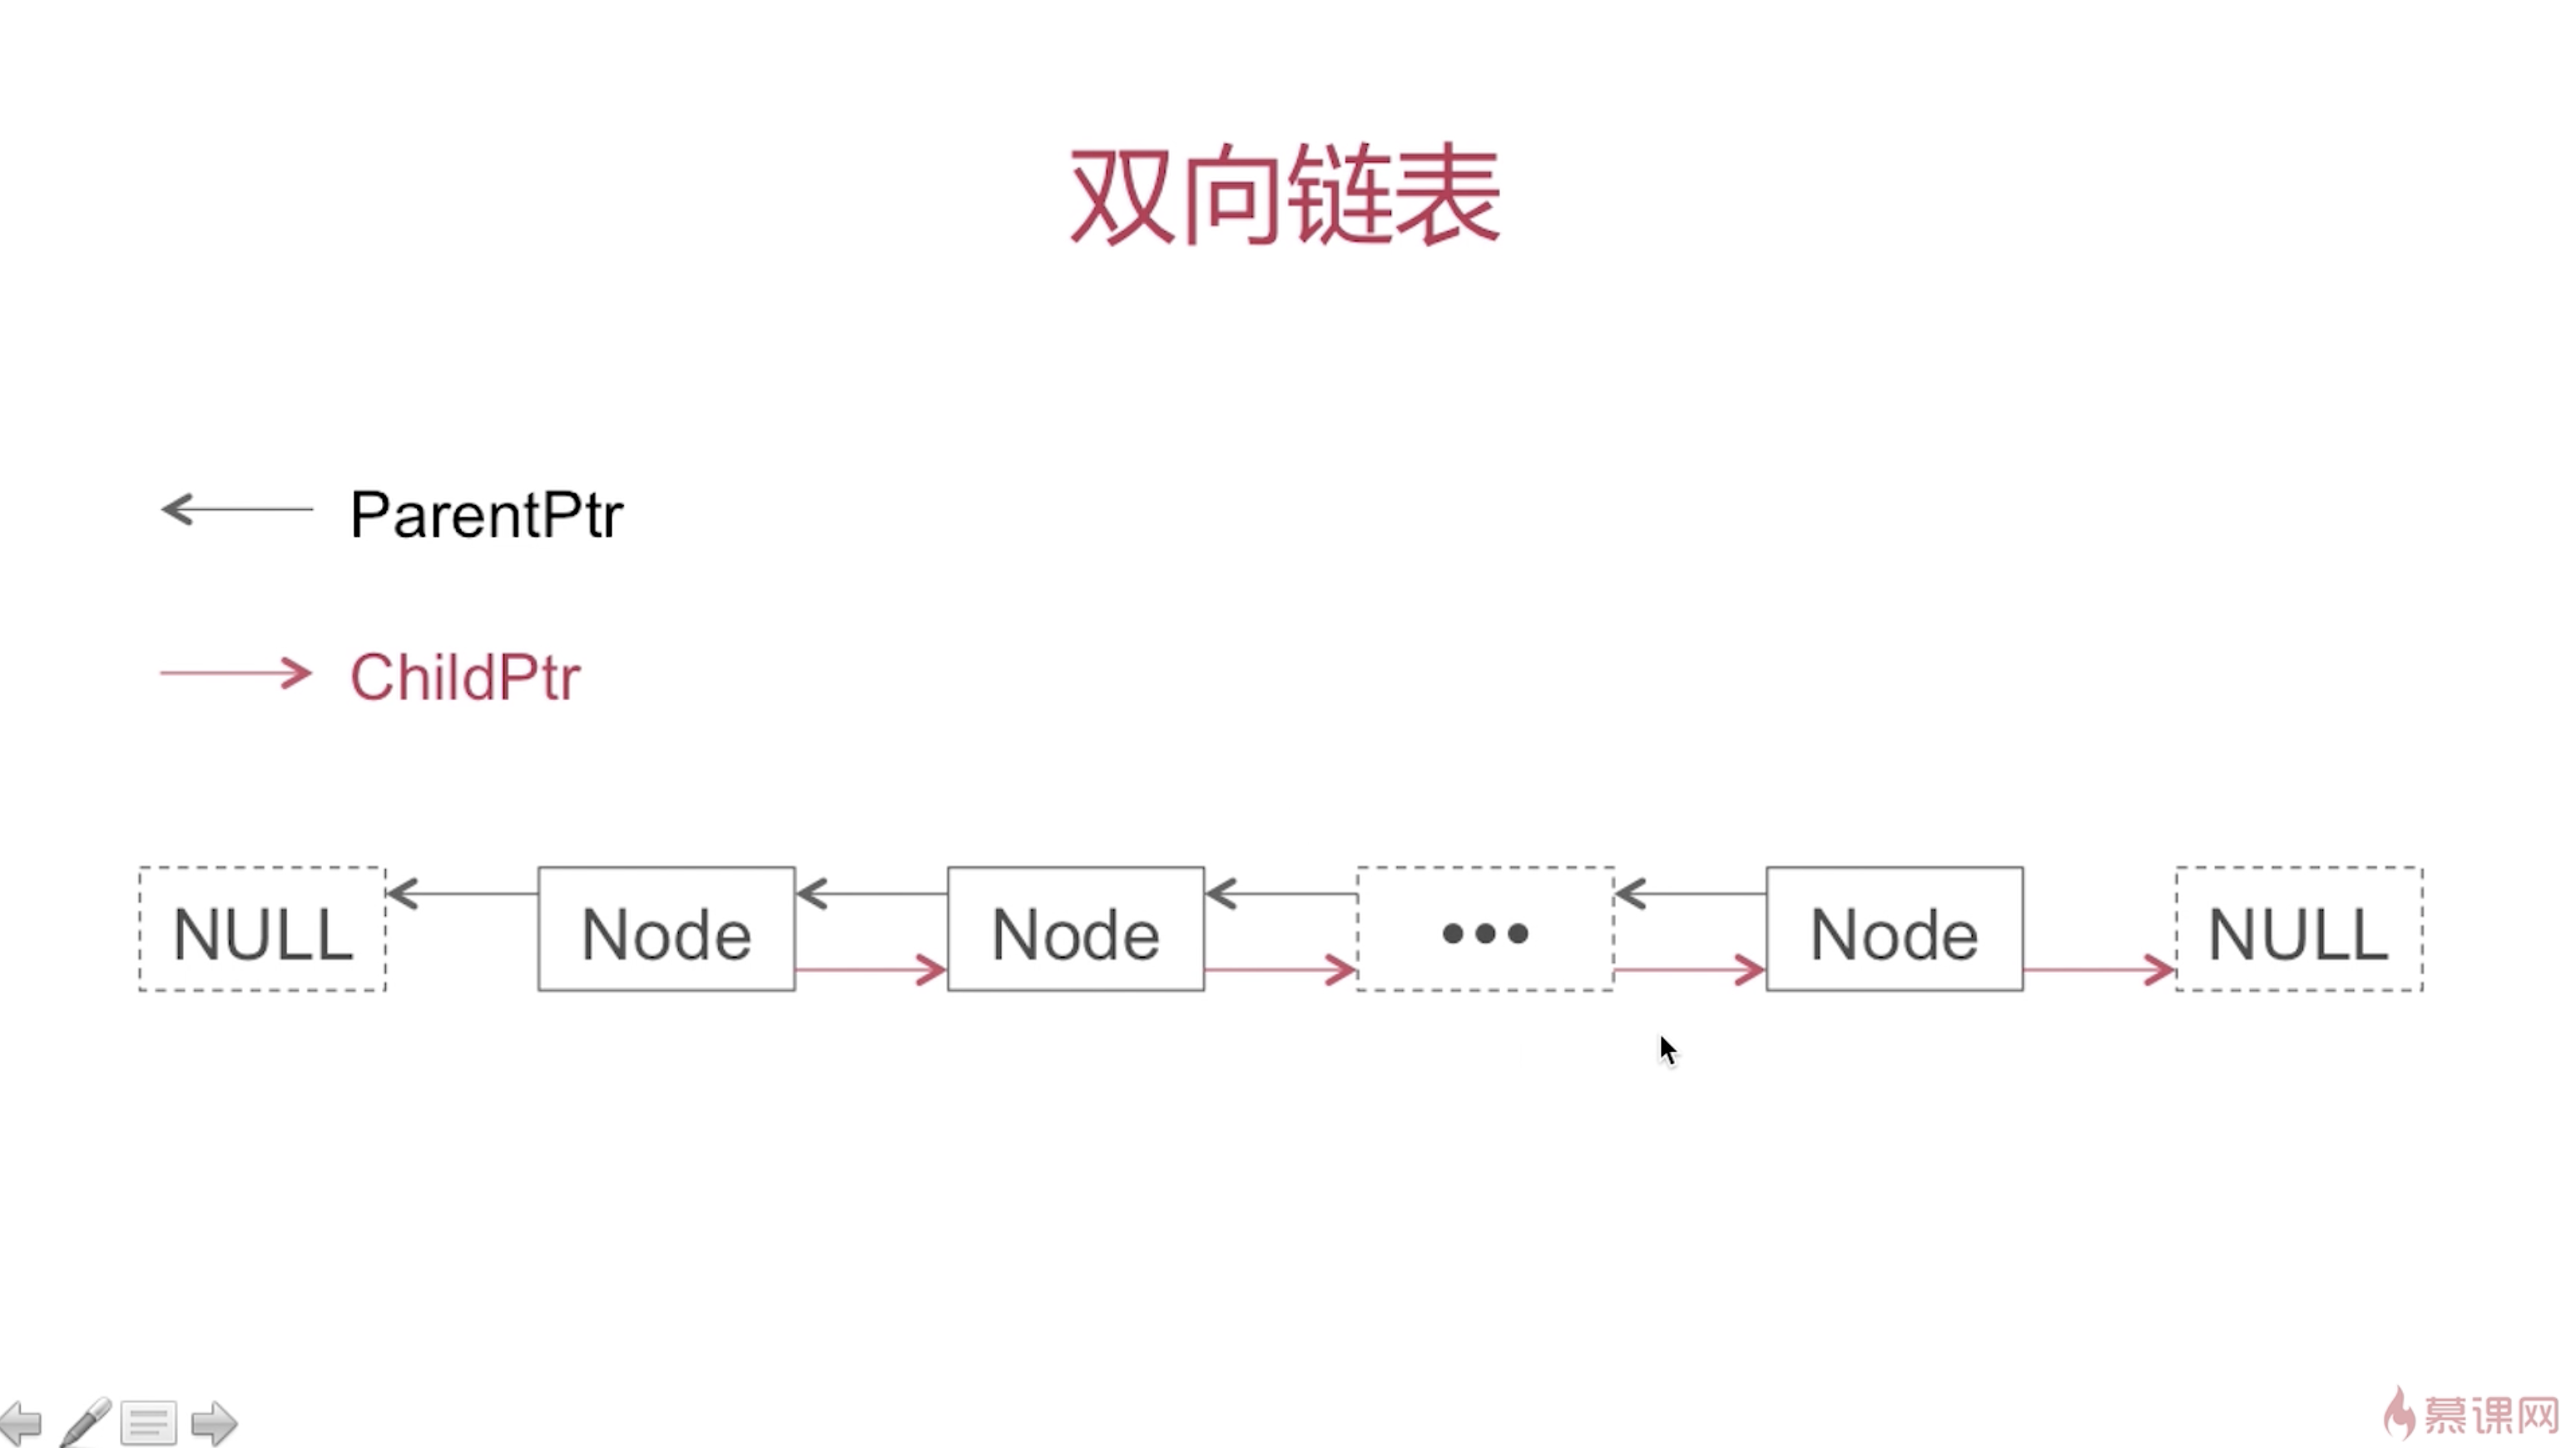 双向链表
ParentPtr
ChildPtr
NULL Node Node ••• Node NULL
慕课网